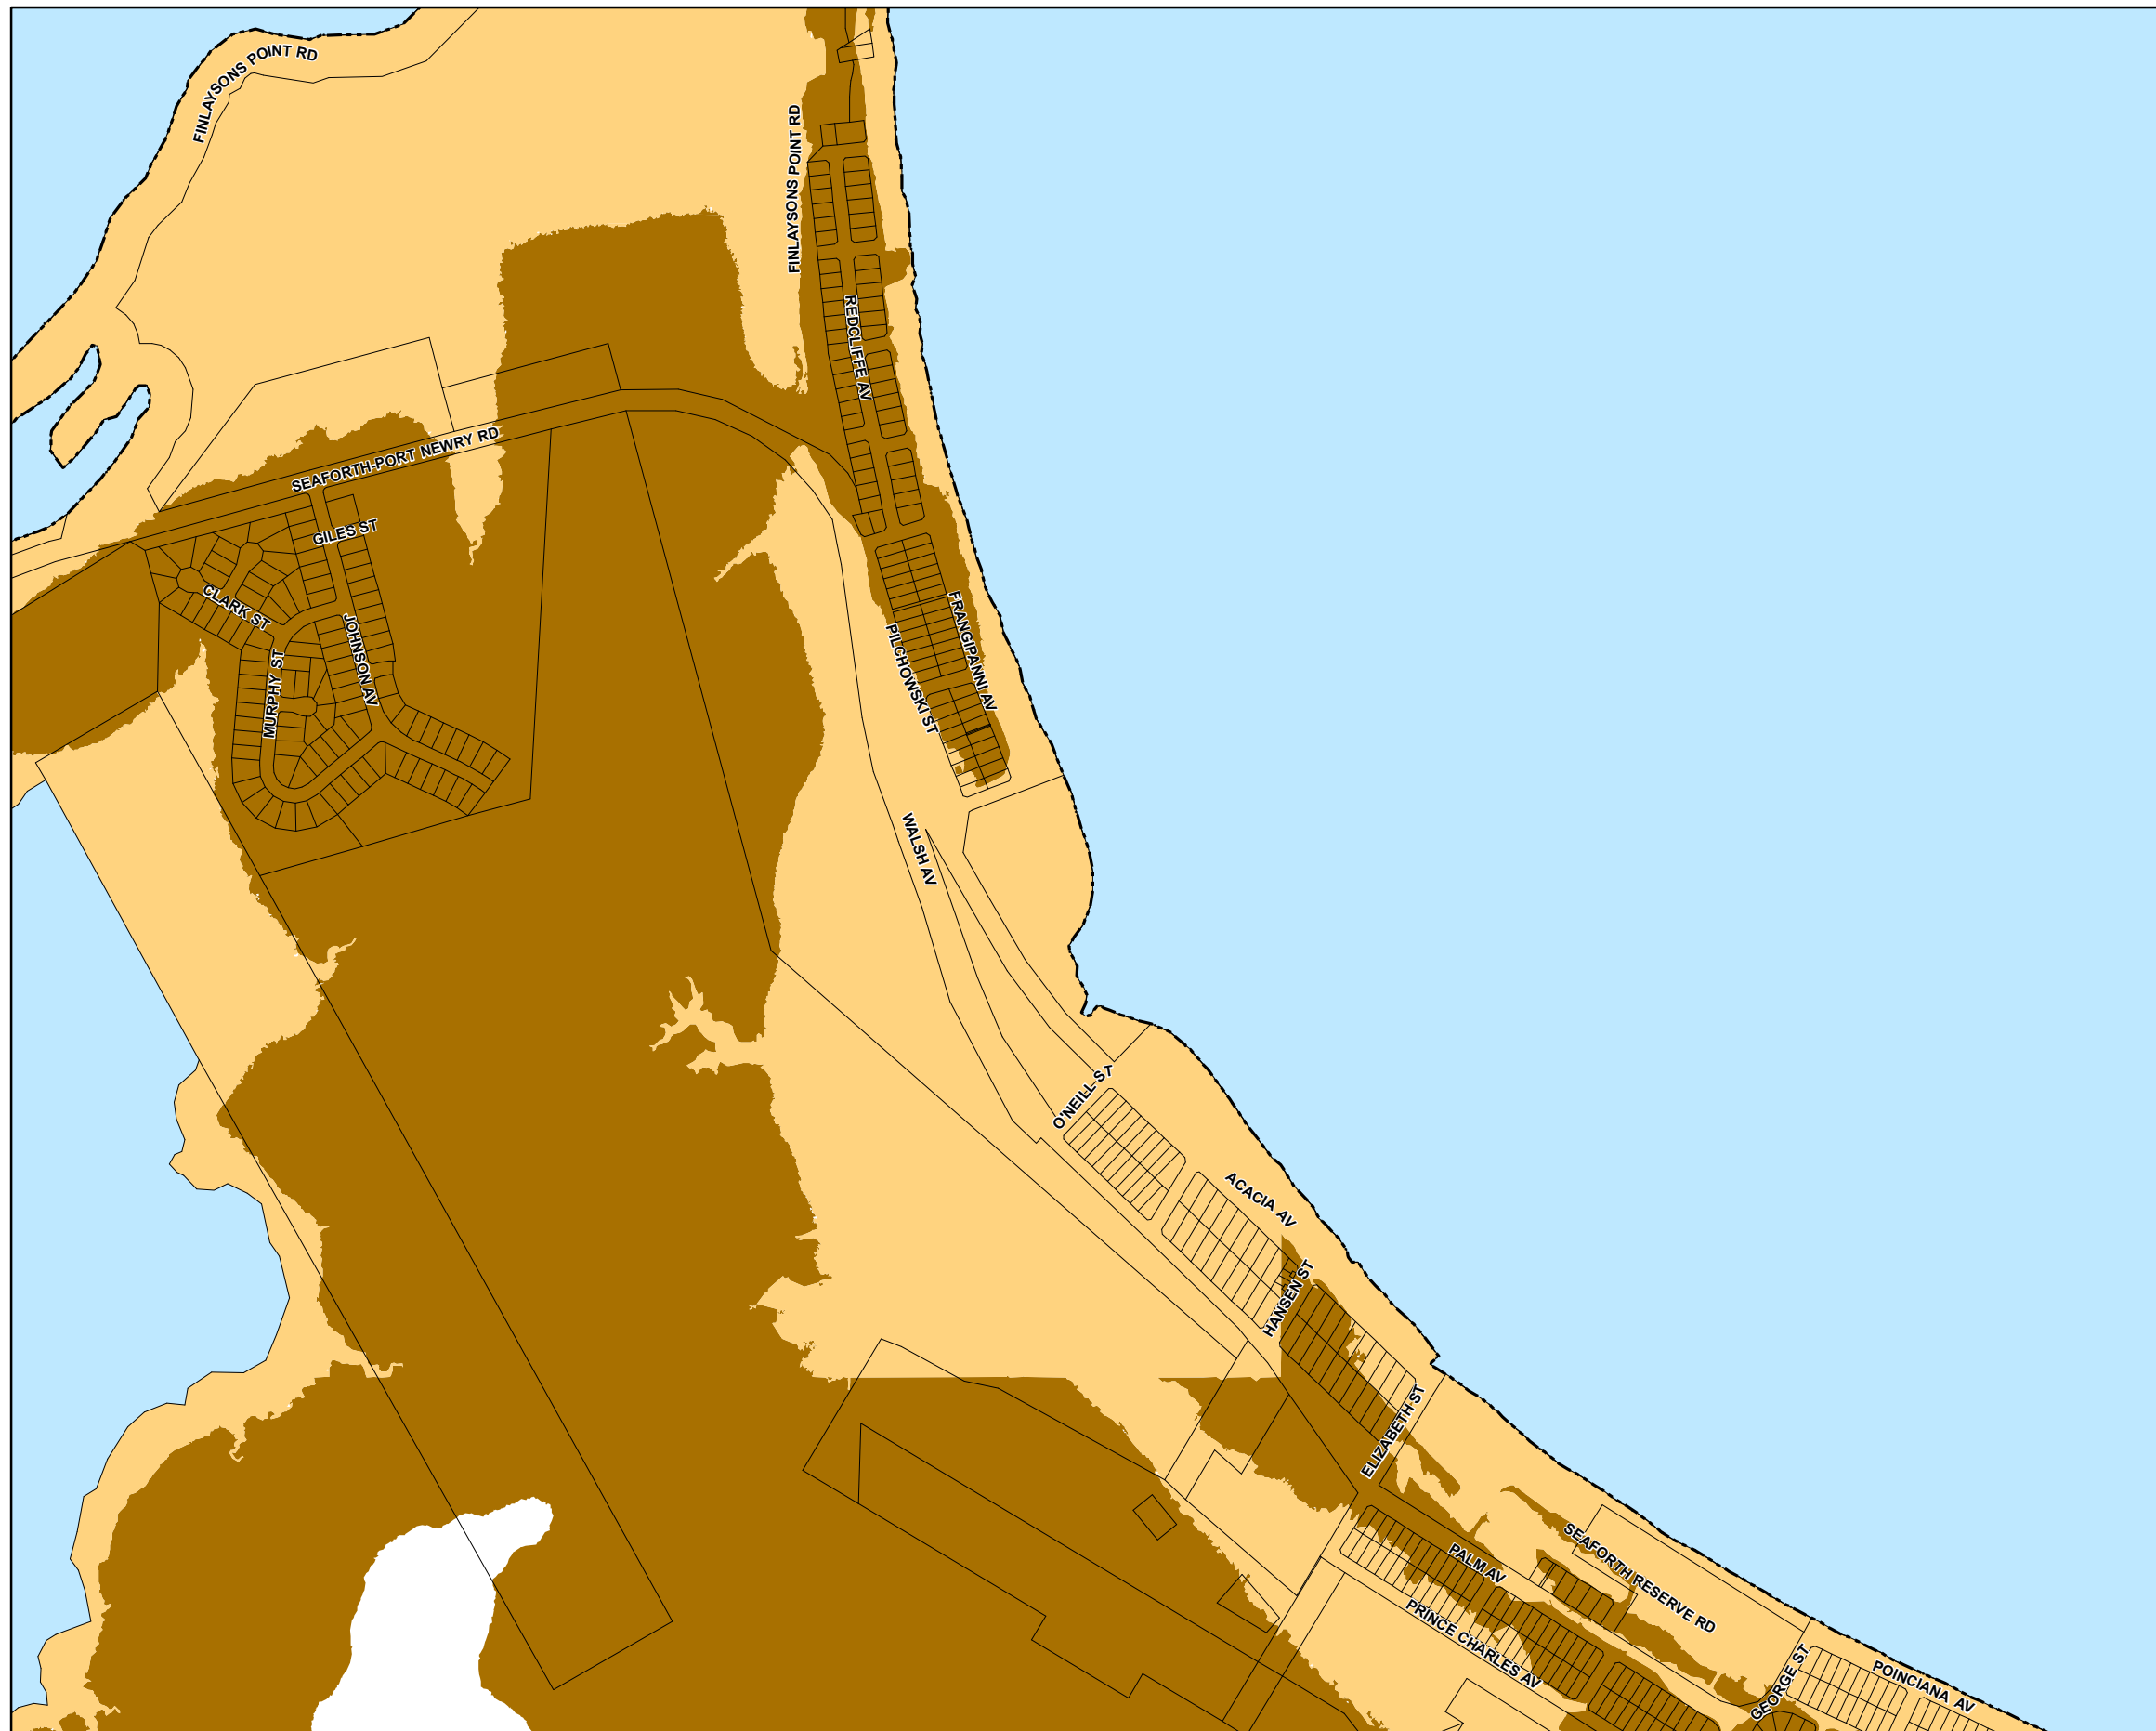 FINLAYSONS POINT RD
FINLAYSONS POINT RD
REDCLIFFE AV
SEAFORTH-PORT NEWRY RD
GILES ST
CLARK ST
JOHNSON AV
MURPHY ST
FRANGIPANNI AV
PILCHOWSKI ST
WALSH AV
O'NEILL ST
ACACIA AV
HANSEN ST
ELIZABETH ST
PALM AV
SEAFORTH RESERVE RD
PRINCE CHARLES AV
GEORGE ST
POINCIANA AV